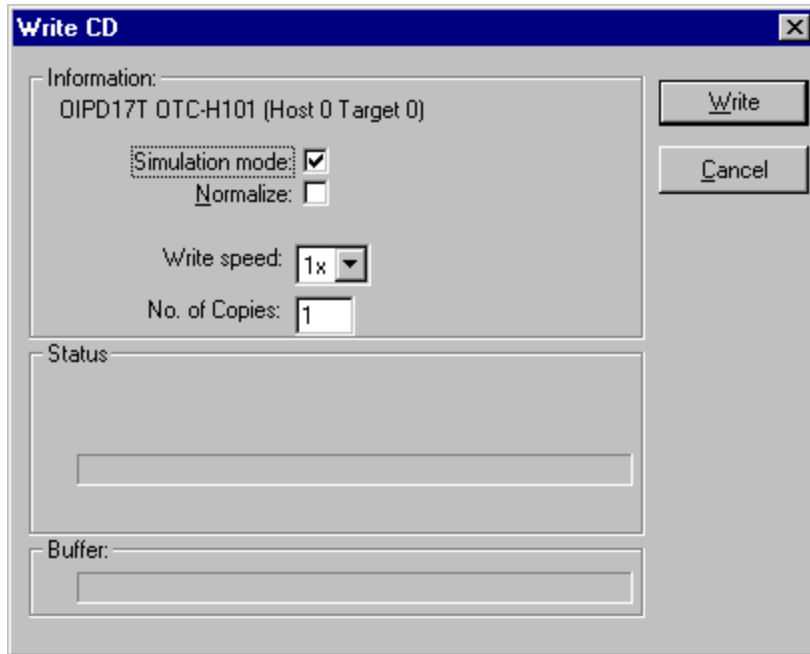 Write CD
Information:
OIPD17T OTC-H101 (Host 0 Target 0)
Write
Simulation mode:
Cancel
Normalize:
Write speed: 1x
No. of Copies: 1
Status
Buffer: